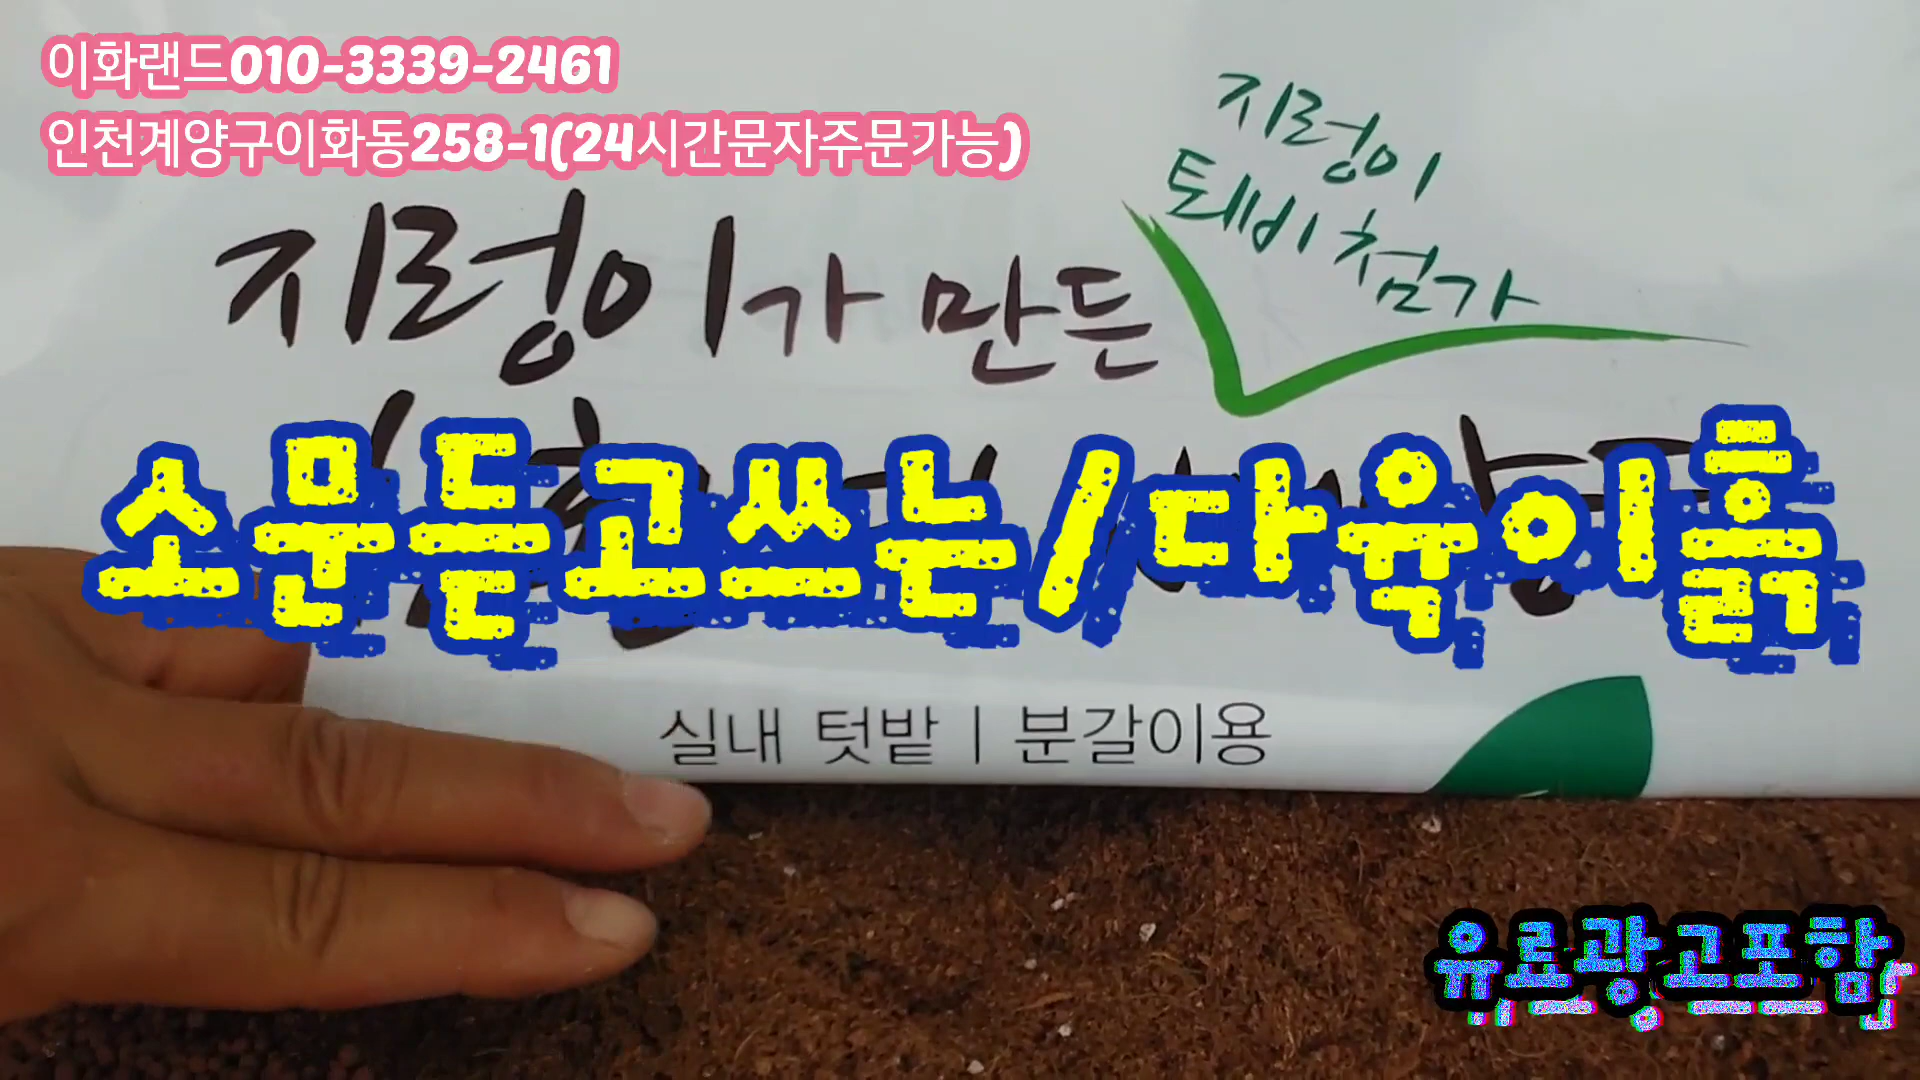 이화랜드010-3339-2461
인천계양구이화동258-1(24시간문자주문가능)
지렁이
퇴비 첨가
지렁이가 만든
소문듣고쓰는/다육이흙
실내 텃밭 | 분갈이용
유료광고포함